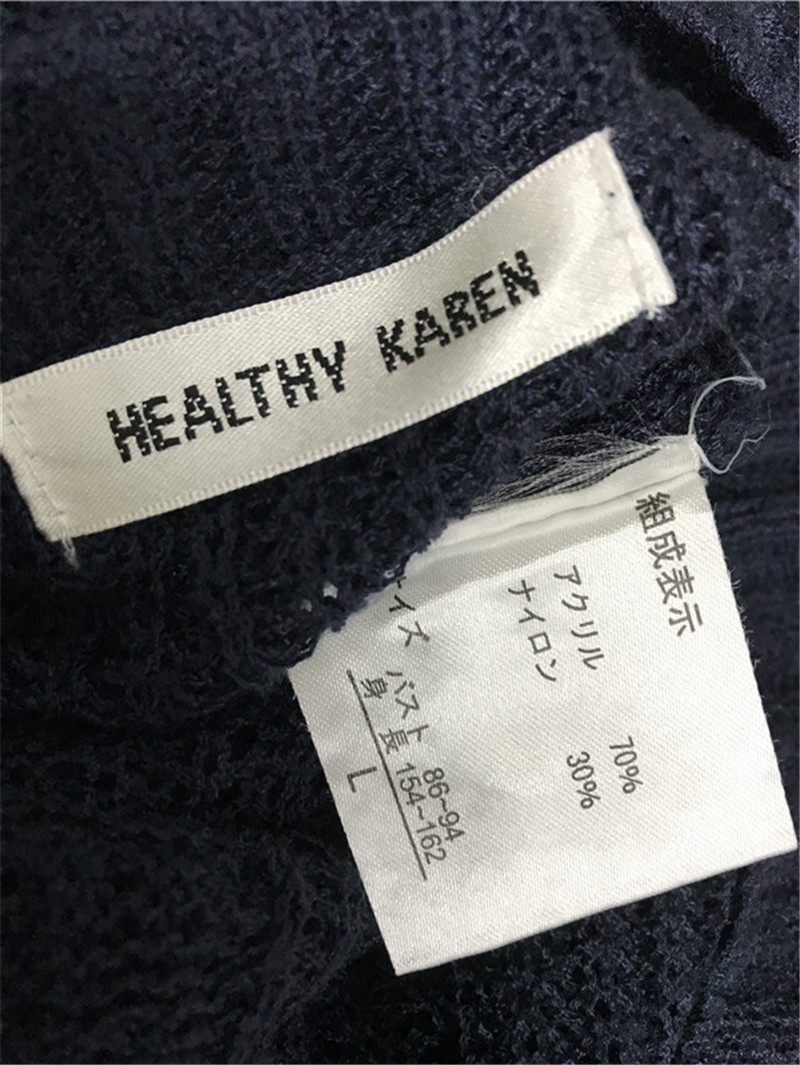 HEALTHY KAREN
組成表示
アクリル 70%
ナイロン 30%
サイズ
バスト 86~94
身長 154~162
L